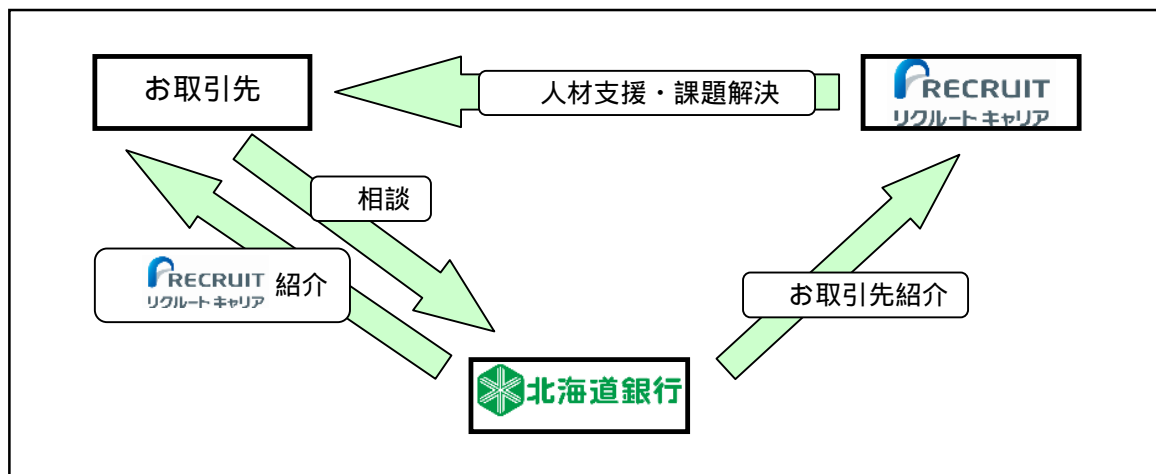 お取引先
人材支援・課題解決
RECRUIT
リクルート キャリア
相談
RECRUIT 紹介
リクルート キャリア
お取引先紹介
北海道銀行